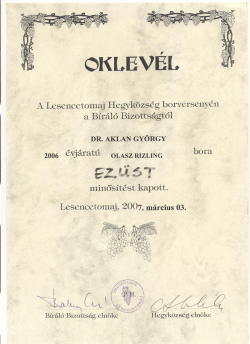 OKLEVÉL
A Lesencetomaj Hegyközség borversenyén
a Bíráló Bizottságtól
DR. AKLAN GYÖRGY
2006 évjáratú OLASZ RIZLING bora
EZÜST
minősítést kapott.
Lesencetomaj, 2007. március 03.
P.H.
Bíráló Bizottság elnöke Hegyközség elnöke